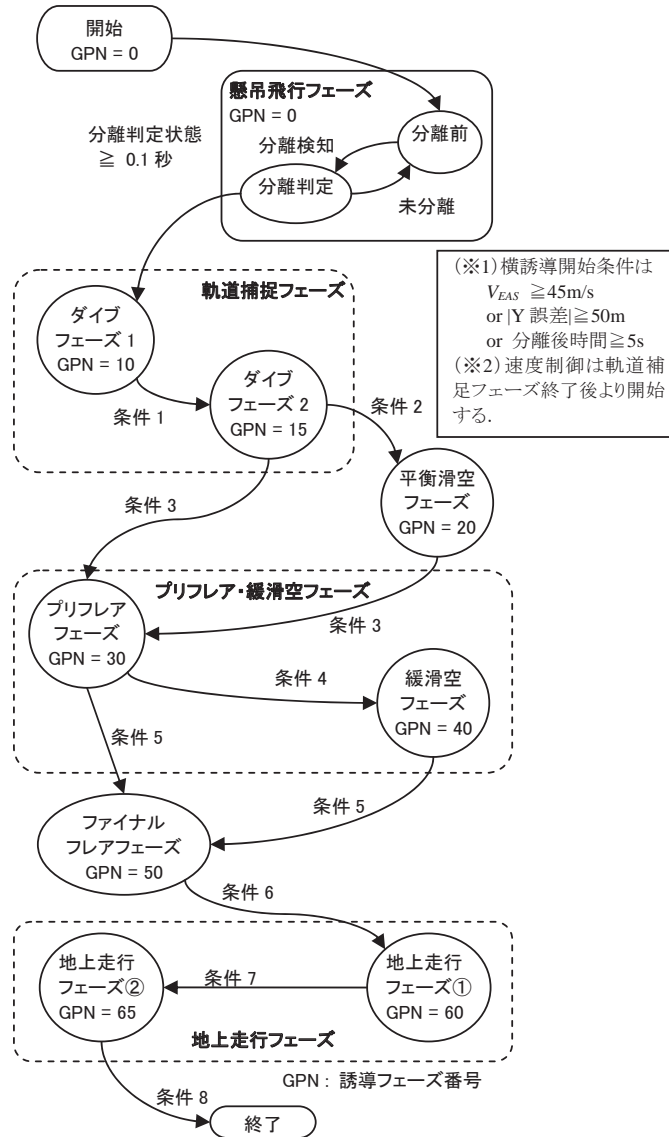 開始
GPN = 0
懸吊飛行フェーズ
GPN = 0
分離判定状態
≧ 0.1 秒
分離検知
分離前
分離判定
未分離
(※1)横誘導開始条件は
V_EAS ≧45m/s
or |Y 誤差|≧50m
or 分離後時間≧5s
(※2)速度制御は軌道補
足フェーズ終了後より開始
する.
軌道捕捉フェーズ
ダイブ
フェーズ 1
GPN = 10
条件 1
ダイブ
フェーズ 2
GPN = 15
条件 2
条件 3
平衡滑空
フェーズ
GPN = 20
プリフレア・緩滑空フェーズ
プリフレア
フェーズ
GPN = 30
条件 3
条件 4
緩滑空
フェーズ
GPN = 40
条件 5
条件 5
ファイナル
フレアフェーズ
GPN = 50
条件 6
地上走行
フェーズ②
GPN = 65
条件 7
地上走行
フェーズ①
GPN = 60
地上走行フェーズ
GPN : 誘導フェーズ番号
条件 8
終了